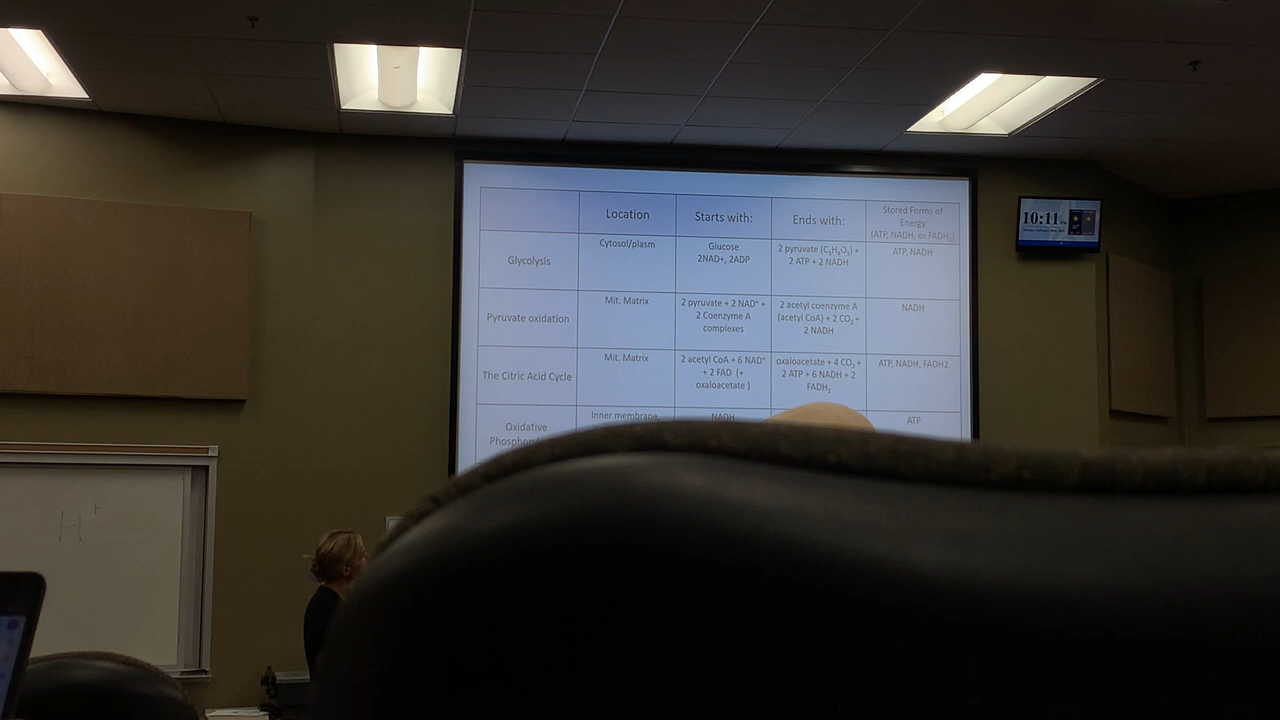 Location
Starts with:
Ends with:
Stored Forms of
Energy
(ATP, NADH, or FADH₂)
Glycolysis
Cytosol/plasm
Glucose
2NAD+, 2ADP
2 pyruvate (C₃H₄O₃) +
2 ATP + 2 NADH
ATP, NADH
Pyruvate oxidation
Mit. Matrix
2 pyruvate + 2 NAD⁺ +
2 Coenzyme A
complexes
2 acetyl coenzyme A
(acetyl CoA) + 2 CO₂ +
2 NADH
NADH
The Citric Acid Cycle
Mit. Matrix
2 acetyl CoA + 6 NAD⁺
+ 2 FAD (+
oxaloacetate )
oxaloacetate + 4 CO₂ +
2 ATP + 6 NADH + 2
FADH₂
ATP, NADH, FADH2
Oxidative
Inner membrane
NADH
ATP
10:11
H